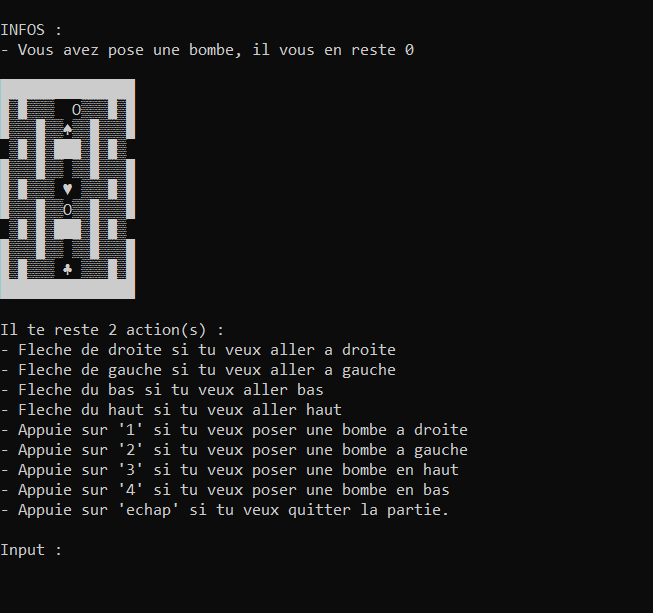 INFOS :
- Vous avez pose une bombe, il vous en reste 0
O
♠
♥
O
♣
Il te reste 2 action(s) :
- Fleche de droite si tu veux aller a droite
- Fleche de gauche si tu veux aller a gauche
- Fleche du bas si tu veux aller bas
- Fleche du haut si tu veux aller haut
- Appuie sur '1' si tu veux poser une bombe a droite
- Appuie sur '2' si tu veux poser une bombe a gauche
- Appuie sur '3' si tu veux poser une bombe en haut
- Appuie sur '4' si tu veux poser une bombe en bas
- Appuie sur 'echap' si tu veux quitter la partie.
Input :